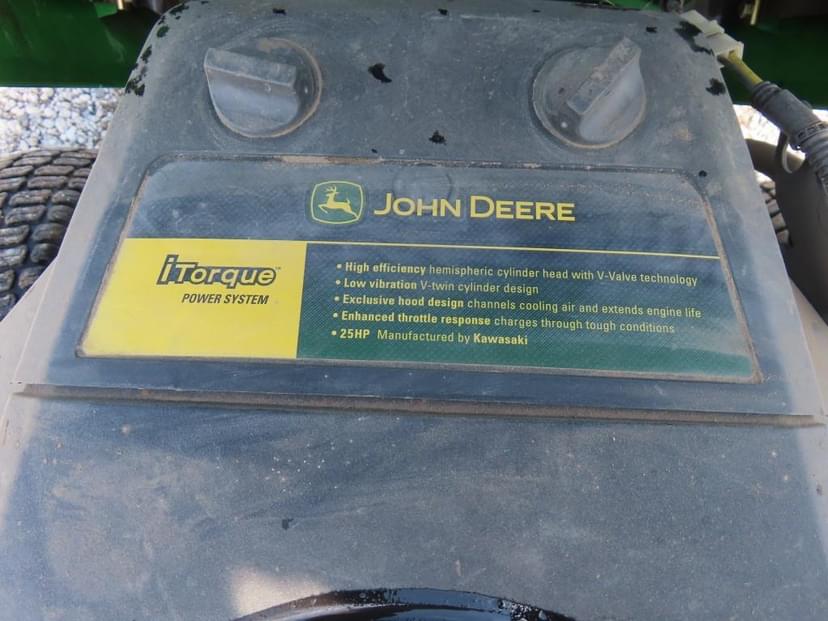 JOHN DEERE
iTorque™
POWER SYSTEM
• High efficiency hemispheric cylinder head with V-Valve technology
• Low vibration V-twin cylinder design
• Exclusive hood design channels cooling air and extends engine life
• Enhanced throttle response charges through tough conditions
• 25HP Manufactured by Kawasaki